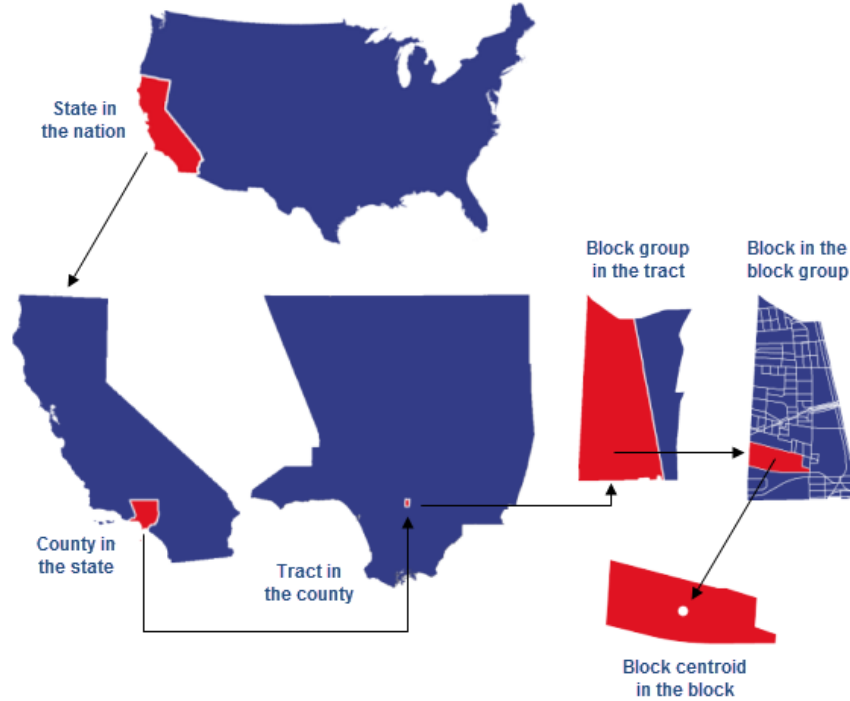 State in
the nation
Block group
in the tract
Block in the
block group
County in
the state
Tract in
the county
Block centroid
in the block